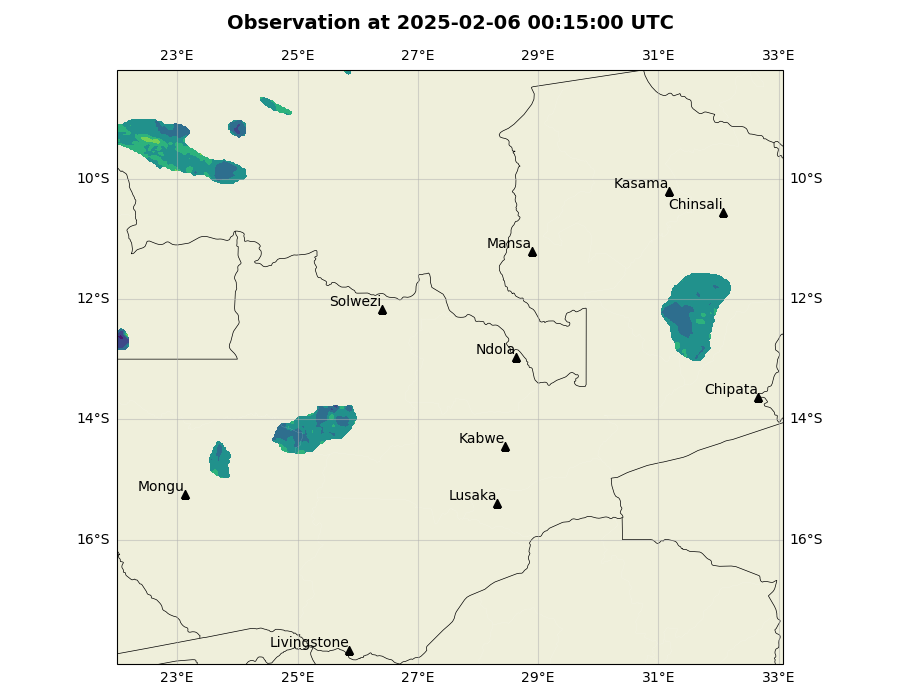 Observation at 2025-02-06 00:15:00 UTC
23°E 25°E 27°E 29°E 31°E 33°E
10°S 10°S
Kasama
Chinsali
Mansa
12°S 12°S
Solwezi
Ndola
Chipata
14°S 14°S
Kabwe
Mongu
Lusaka
16°S 16°S
Livingstone
23°E 25°E 27°E 29°E 31°E 33°E